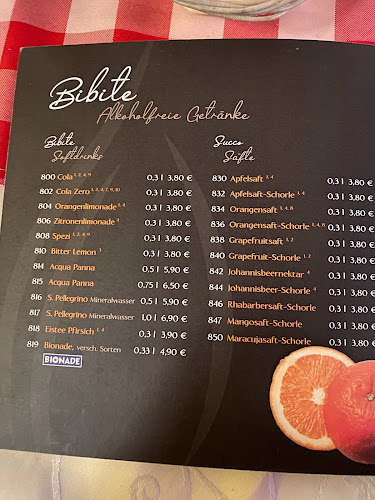 Bibite
Alkoholfreie Getränke
Bibite
Softdrinks
800 Cola 1, 2, 4, 9 0,3 l 3,80 €
802 Cola Zero 1, 2, 4, 7, 9, 10 0,3 l 3,80 €
804 Orangenlimonade 3, 4 0,3 l 3,80 €
806 Zitronenlimonade 4 0,3 l 3,80 €
808 Spezi 1, 2, 4, 9 0,3 l 3,80 €
810 Bitter Lemon 3 0,3 l 3,80 €
814 Acqua Panna 0,5 l 5,90 €
815 Acqua Panna 0,75 l 6,50 €
816 S. Pellegrino Mineralwasser 0,5 l 5,90 €
817 S. Pellegrino Mineralwasser 1,0 l 6,90 €
818 Eistee Pfirsich 1, 4 0,3 l 3,90 €
819 Bionade, versch. Sorten 0,33 l 4,90 €
BIONADE
Succo
Säfte
830 Apfelsaft 1, 4 0,3 l 3,80 €
832 Apfelsaft-Schorle 1, 4 0,3 l 3,80 €
834 Orangensaft 1, 4, 8 0,3 l 3,80 €
836 Orangensaft-Schorle 1, 4, 8 0,3 l 3,80 €
838 Grapefruitsaft 1, 2 0,3 l 3,80 €
840 Grapefruit-Schorle 1, 2 0,3 l 3,80 €
842 Johannisbeernektar 4 0,3 l 3,80
844 Johannisbeer-Schorle 4 0,3 l 3,80
846 Rhabarbersaft-Schorle 0,3 l 3,80
847 Mangosaft-Schorle 0,3 l 3,80
850 Maracujasaft-Schorle 0,3 l 3,80